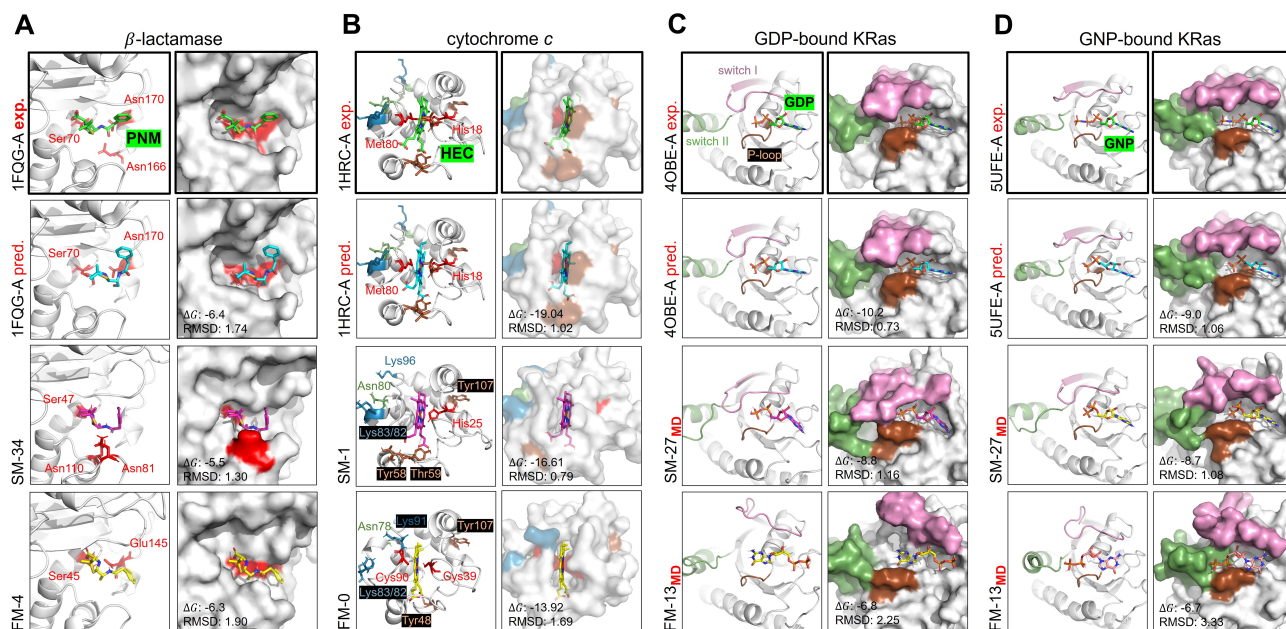 A
β-lactamase
1FQG-A exp.
Asn170
Ser70
PNM
Asn166
1FQG-A pred.
Asn170
Ser70
ΔG: -6.4
RMSD: 1.74
SM-34
Ser47
Asn110
Asn81
ΔG: -5.5
RMSD: 1.30
FM-4
Glu145
Ser45
ΔG: -6.3
RMSD: 1.90
B
cytochrome c
1HRC-A exp.
His18
Met80
HEC
1HRC-A pred.
His18
Met80
ΔG: -19.04
RMSD: 1.02
SM-1
Lys96
Asn80
Tyr107
His25
Lys83/82
Tyr58
Thr59
ΔG: -16.61
RMSD: 0.79
FM-0
Asn78
Lys91
Tyr107
Cys90
Cys39
Lys83/82
Tyr48
ΔG: -13.92
RMSD: 1.69
C
GDP-bound KRas
4OBE-A exp.
switch I
GDP
switch II
P-loop
4OBE-A pred.
ΔG: -10.2
RMSD: 0.73
SM-27MD
ΔG: -8.8
RMSD: 1.16
FM-13MD
ΔG: -6.8
RMSD: 2.25
D
GNP-bound KRas
5UFE-A exp.
GNP
5UFE-A pred.
ΔG: -9.0
RMSD: 1.06
SM-27MD
ΔG: -8.7
RMSD: 1.08
FM-13MD
ΔG: -6.7
RMSD: 3.33